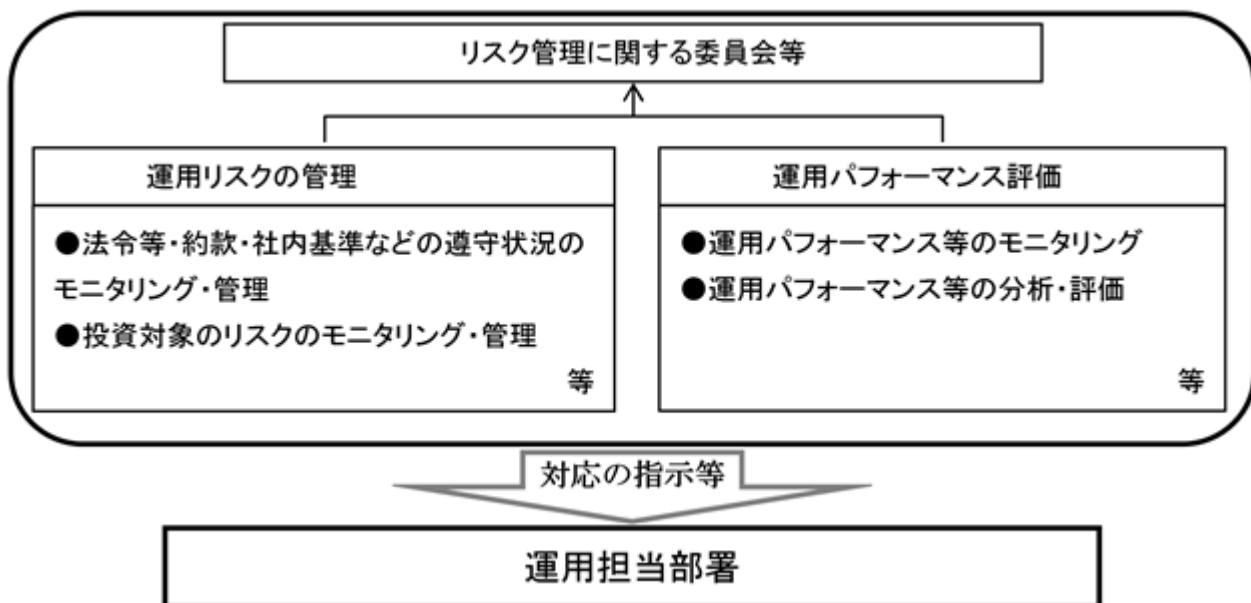 リスク管理に関する委員会等
運用リスクの管理
●法令等・約款・社内基準などの遵守状況の
モニタリング・管理
●投資対象のリスクのモニタリング・管理
等
運用パフォーマンス評価
●運用パフォーマンス等のモニタリング
●運用パフォーマンス等の分析・評価
等
対応の指示等
運用担当部署